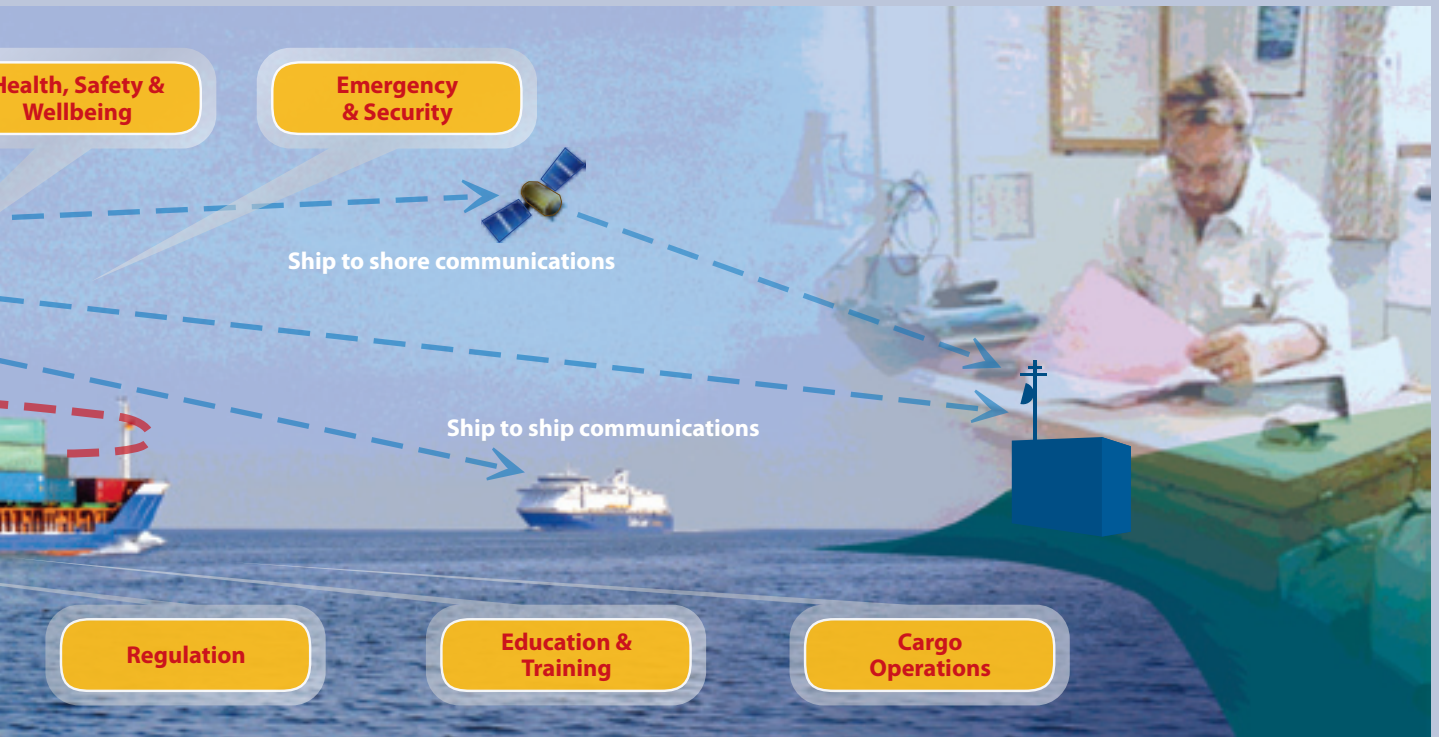 Health, Safety &
Wellbeing
Emergency
& Security
Ship to shore communications
Ship to ship communications
Regulation
Education &
Training
Cargo
Operations